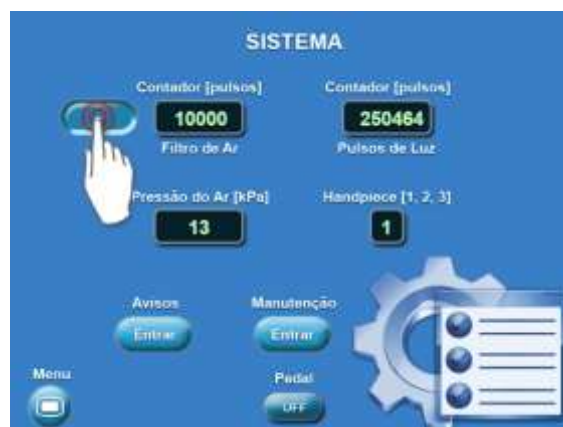 SISTEMA
Contador [pulsos] Contador [pulsos]
10000 250464
Filtro de Ar Pulsos de Luz
Pressão do Ar [kPa] Handpiece [1, 2, 3]
13 1
Avisos Manutenção
Entrar Entrar
Menu Pedal
OFF